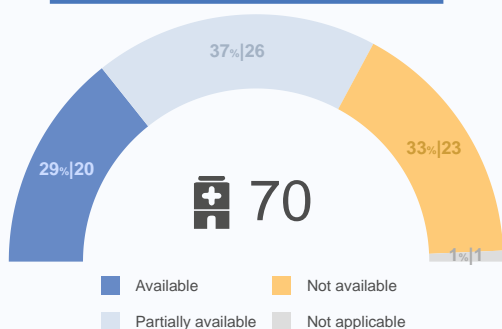 37%|26
33%|23
29%|20
70
1%|1
Available
Not available
Partially available
Not applicable